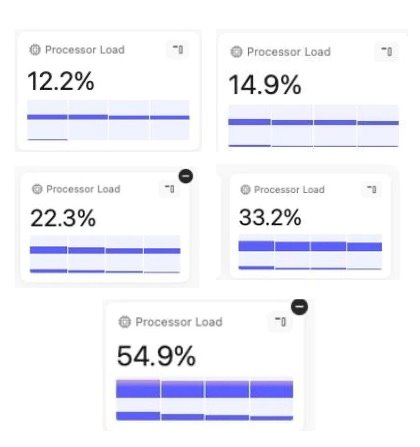 Processor Load
12.2%
Processor Load
14.9%
Processor Load
22.3%
Processor Load
33.2%
Processor Load
54.9%